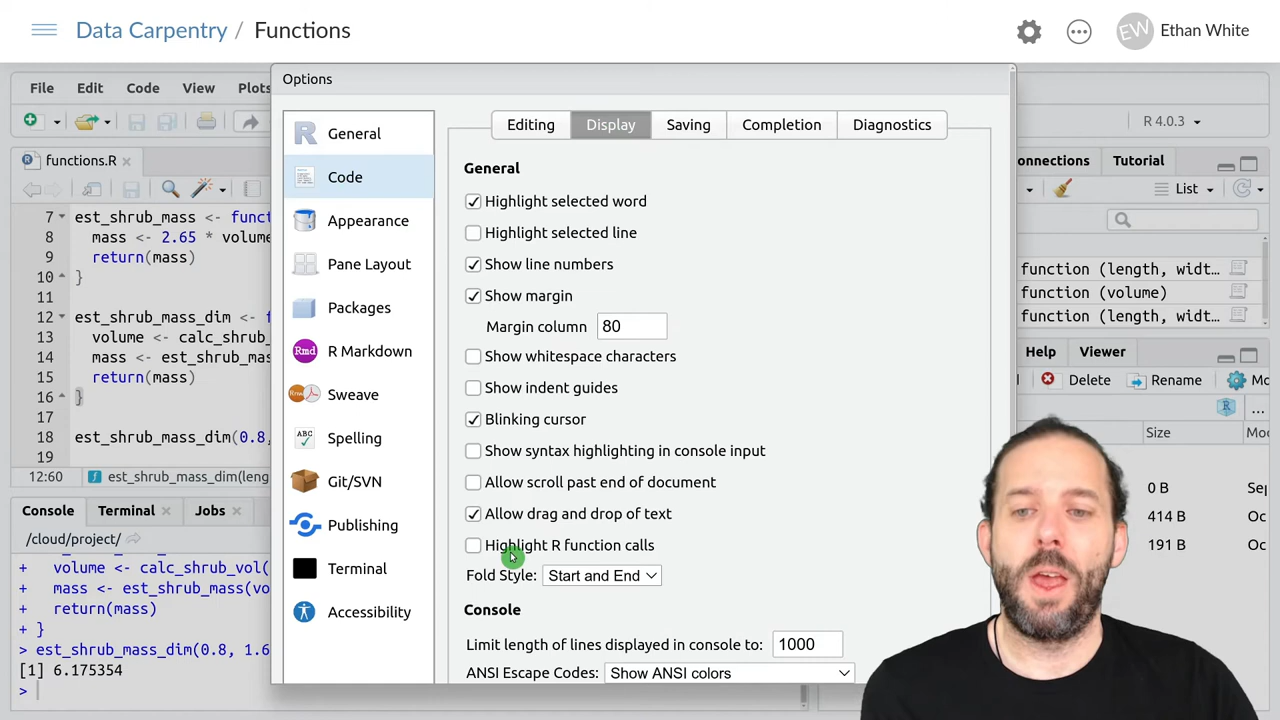 Data Carpentry / Functions
EW Ethan White
File Edit Code View Plots
Options
R 4.0.3
functions.R
General
Code
Appearance
Pane Layout
Packages
R Markdown
Sweave
Spelling
Git/SVN
Publishing
Terminal
Accessibility
Editing Display Saving Completion Diagnostics
General
Highlight selected word
Highlight selected line
Show line numbers
Show margin
Margin column 80
Show whitespace characters
Show indent guides
Blinking cursor
Show syntax highlighting in console input
Allow scroll past end of document
Allow drag and drop of text
Highlight R function calls
Fold Style: Start and End
Console
Limit length of lines displayed in console to: 1000
ANSI Escape Codes: Show ANSI colors
7 est_shrub_mass <- funct
8 mass <- 2.65 * volume
9 return(mass)
10 }
11
12 est_shrub_mass_dim <- f
13 volume <- calc_shrub_
14 mass <- est_shrub_mas
15 return(mass)
16 }
17
18 est_shrub_mass_dim(0.8,
19
12:60 est_shrub_mass_dim(leng
Console Terminal Jobs
/cloud/project/
+ volume <- calc_shrub_vol(
+ mass <- est_shrub_mass(vo
+ return(mass)
+ }
> est_shrub_mass_dim(0.8, 1.6
[1] 6.175354
>
onnections Tutorial
List
function (length, widt…
function (volume)
function (length, widt…
Help Viewer
Delete Rename Mo
R ...
Size Mo
0 B Sep
414 B Oc
191 B Oc